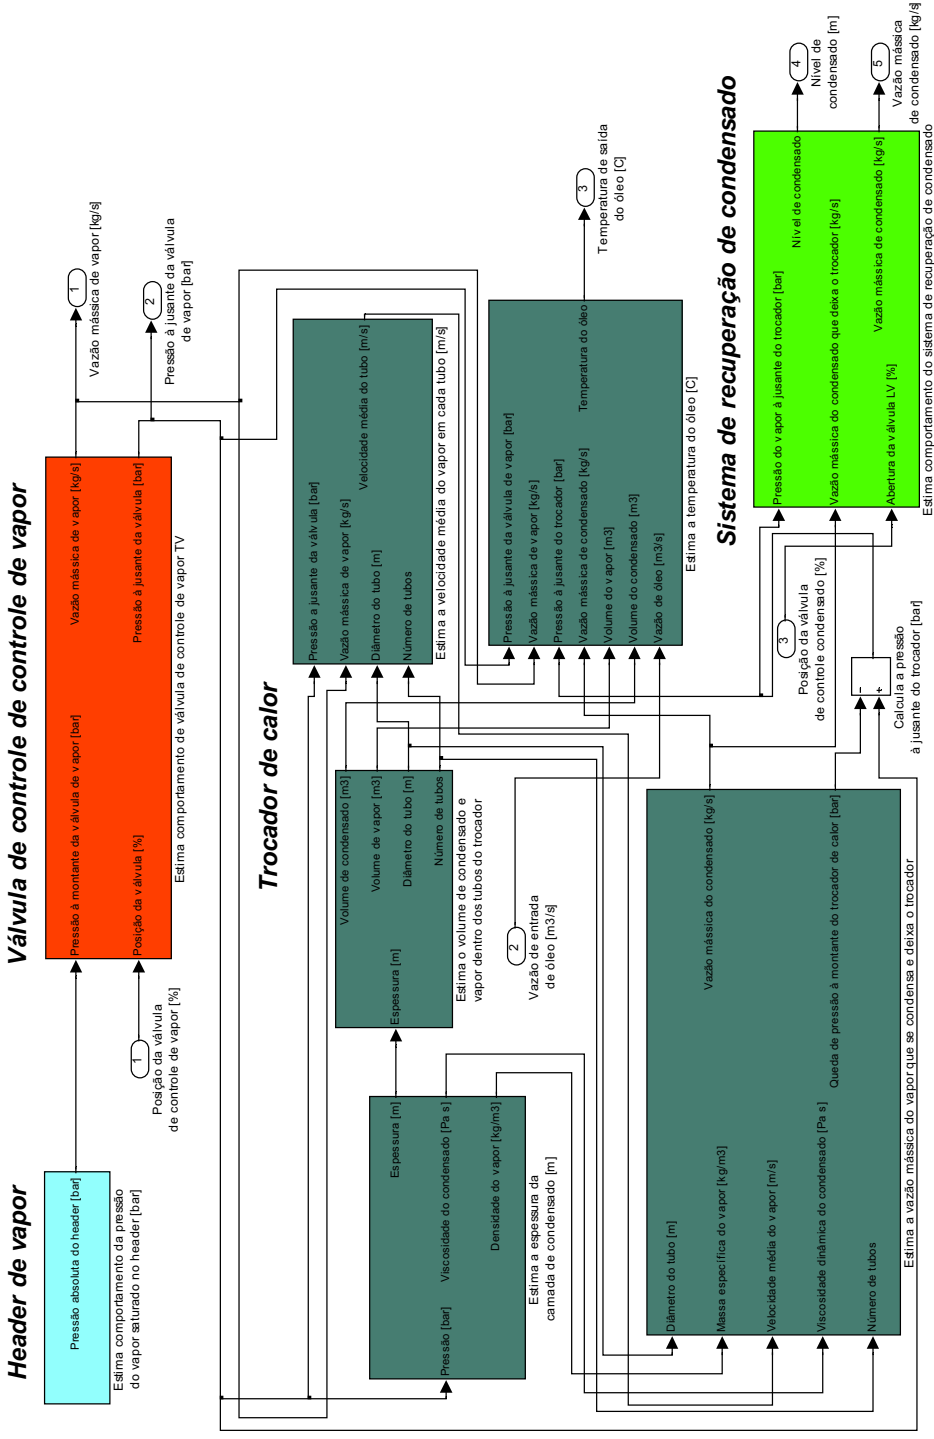 Header de vapor
Pressão absoluta do header [bar]
Estima comportamento da pressão
do vapor saturado no header [bar]
Válvula de controle de controle de vapor
Pressão à montante da válvula de vapor [bar]
Posição da válvula [%]
Vazão mássica de vapor [kg/s]
Pressão à jusante da válvula [bar]
Estima comportamento de válvula de controle de vapor TV
1
Posição da válvula
de controle de vapor [%]
1
Vazão mássica de vapor [kg/s]
2
Pressão à jusante da válvula
de vapor [bar]
Trocador de calor
Pressão [bar]
Espessura [m]
Viscosidade do condensado [Pa s]
Densidade do vapor [kg/m3]
Estima a espessura da
camada de condensado [m]
Espessura [m]
Volume de condensado [m3]
Volume de vapor [m3]
Diâmetro do tubo [m]
Número de tubos
Estima o volume de condensado e
vapor dentro dos tubos do trocador
Pressão a jusante da válvula [bar]
Vazão mássica de vapor [kg/s]
Diâmetro do tubo [m]
Número de tubos
Velocidade média do tubo [m/s]
Estima a velocidade média do vapor em cada tubo [m/s]
2
Vazão de entrada
de óleo [m3/s]
Pressão à jusante da válvula de vapor [bar]
Vazão mássica de vapor [kg/s]
Pressão à jusante do trocador [bar]
Vazão mássica de condensado [kg/s]
Volume do vapor [m3]
Volume do condensado [m3]
Vazão de óleo [m3/s]
Temperatura do óleo
Estima a temperatura do óleo [C]
3
Temperatura de saída
do óleo [C]
Diâmetro do tubo [m]
Massa específica do vapor [kg/m3]
Velocidade média do vapor [m/s]
Viscosidade dinâmica do condensado [Pa s]
Número de tubos
Vazão mássica do condensado [kg/s]
Queda de pressão à montante do trocador de calor [bar]
Estima a vazão mássica do vapor que se condensa e deixa o trocador
−
+
Calcula a pressão
à jusante do trocador [bar]
3
Posição da válvula
de controle condensado [%]
Sistema de recuperação de condensado
Pressão do vapor à jusante do trocador [bar]
Vazão mássica do condensado que deixa o trocador [kg/s]
Abertura da válvula LV [%]
Nível de condensado
Vazão mássica de condensado [kg/s]
Estima comportamento do sistema de recuperação de condensado
4
Nível de
condensado [m]
5
Vazão mássica
de condensado [kg/s]